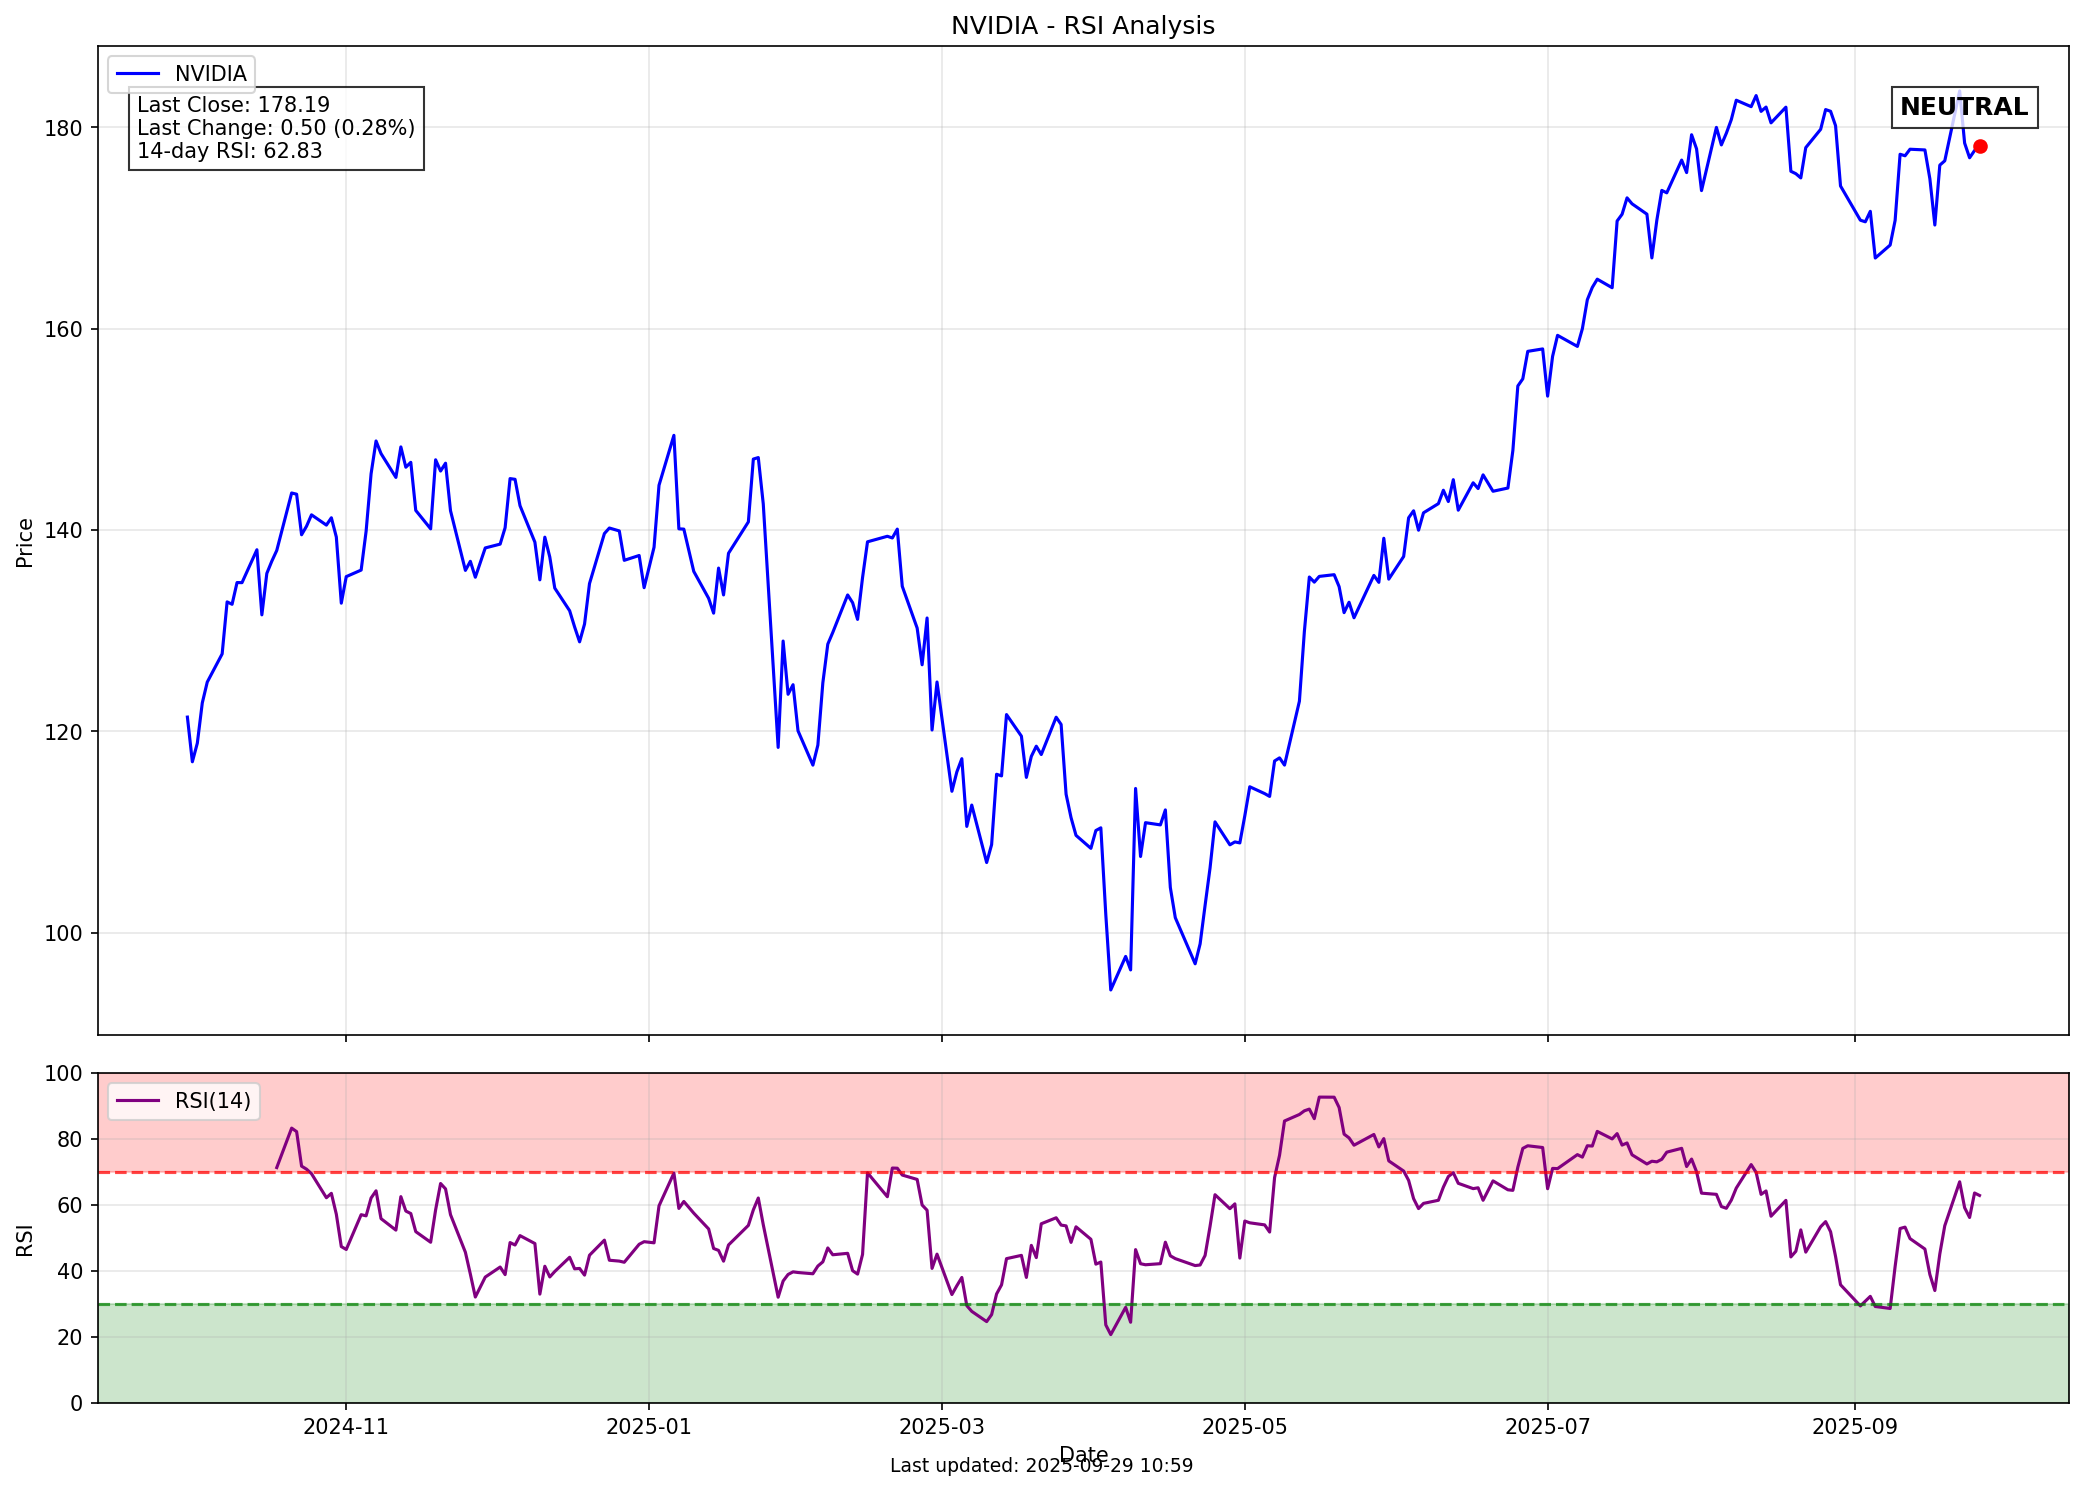 NVIDIA - RSI Analysis
NVIDIA
Last Close: 178.19
Last Change: 0.50 (0.28%)
14-day RSI: 62.83
NEUTRAL
Price
180
160
140
120
100
RSI(14)
RSI
100
80
60
40
20
0
2024-11
2025-01
2025-03
2025-05
2025-07
2025-09
Date
Last updated: 2025-09-29 10:59